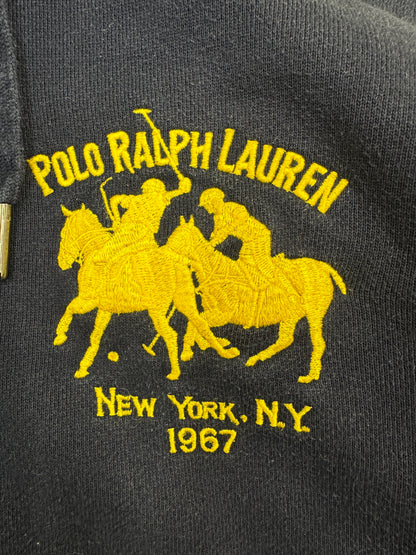 POLO RALPH LAUREN
NEW YORK, N.Y.
1967